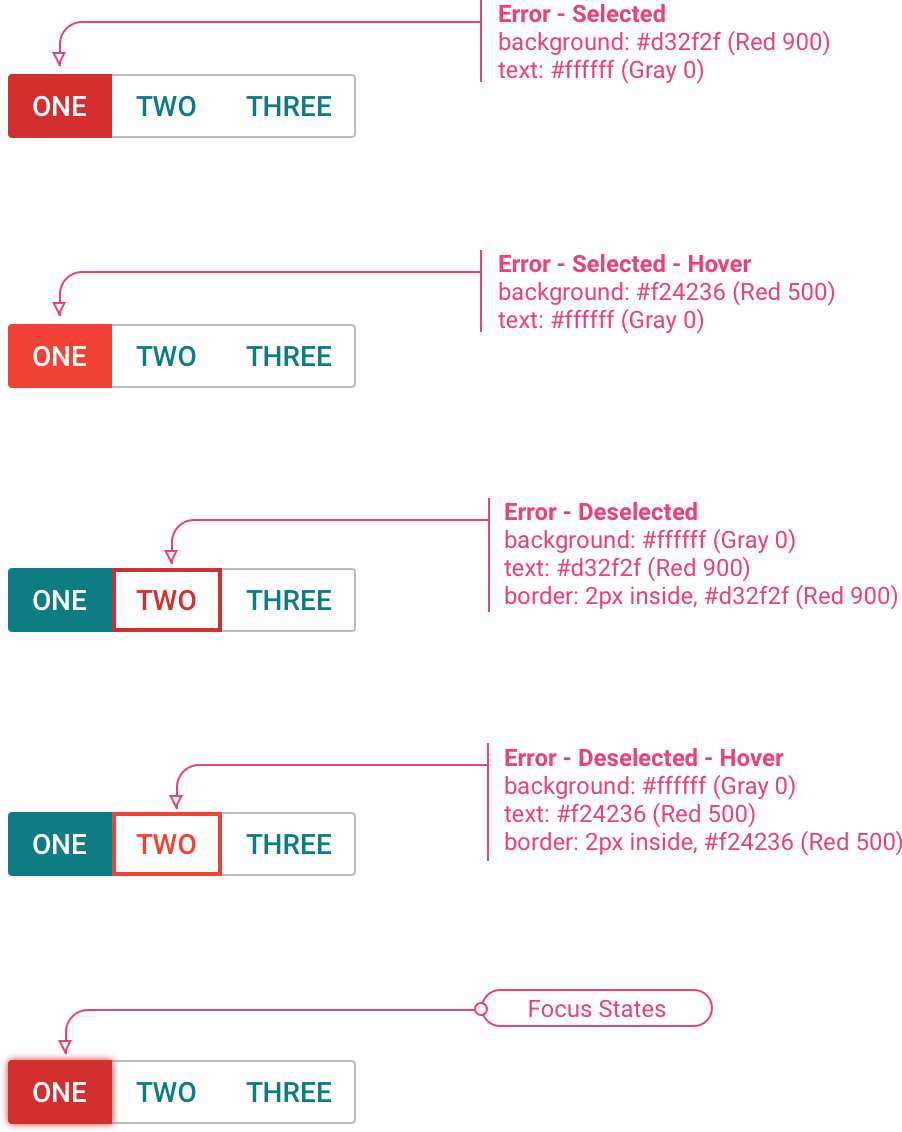 Error - Selected
background: #d32f2f (Red 900)
text: #ffffff (Gray 0)
ONE TWO THREE
Error - Selected - Hover
background: #f24236 (Red 500)
text: #ffffff (Gray 0)
ONE TWO THREE
Error - Deselected
background: #ffffff (Gray 0)
text: #d32f2f (Red 900)
border: 2px inside, #d32f2f (Red 900)
ONE TWO THREE
Error - Deselected - Hover
background: #ffffff (Gray 0)
text: #f24236 (Red 500)
border: 2px inside, #f24236 (Red 500)
ONE TWO THREE
Focus States
ONE TWO THREE